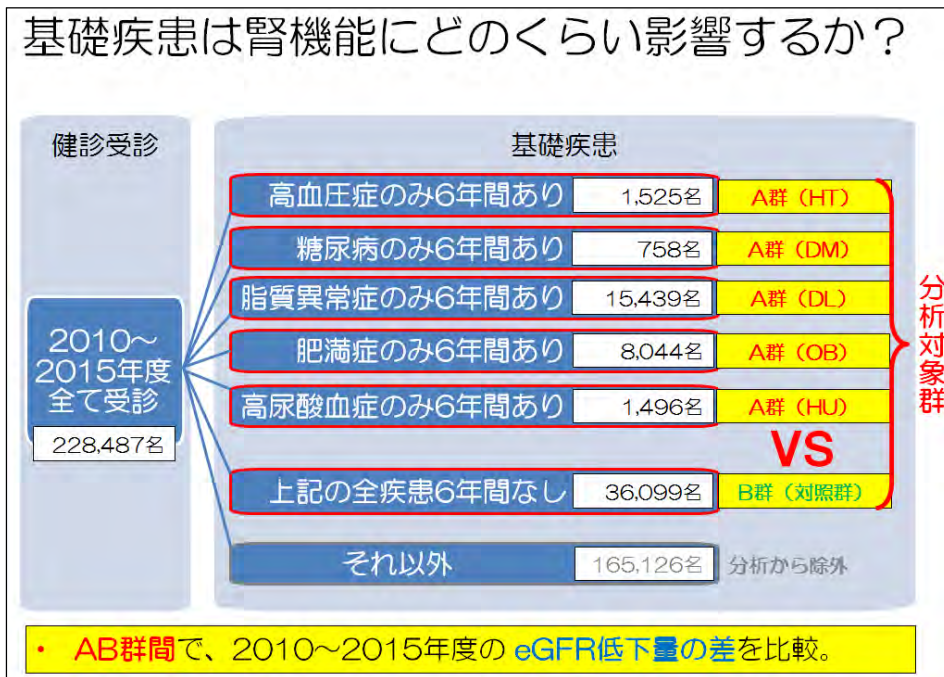 基礎疾患は腎機能にどのくらい影響するか？
健診受診
基礎疾患
2010～
2015年度
全て受診
228,487名
高血圧症のみ6年間あり 1,525名 A群（HT）
糖尿病のみ6年間あり 758名 A群（DM）
脂質異常症のみ6年間あり 15,439名 A群（DL）
肥満症のみ6年間あり 8,044名 A群（OB）
高尿酸血症のみ6年間あり 1,496名 A群（HU）
VS
上記の全疾患6年間なし 36,099名 B群（対照群）
それ以外 165,126名 分析から除外
分析対象群
・ AB群間で、2010～2015年度の eGFR低下量の差を比較。